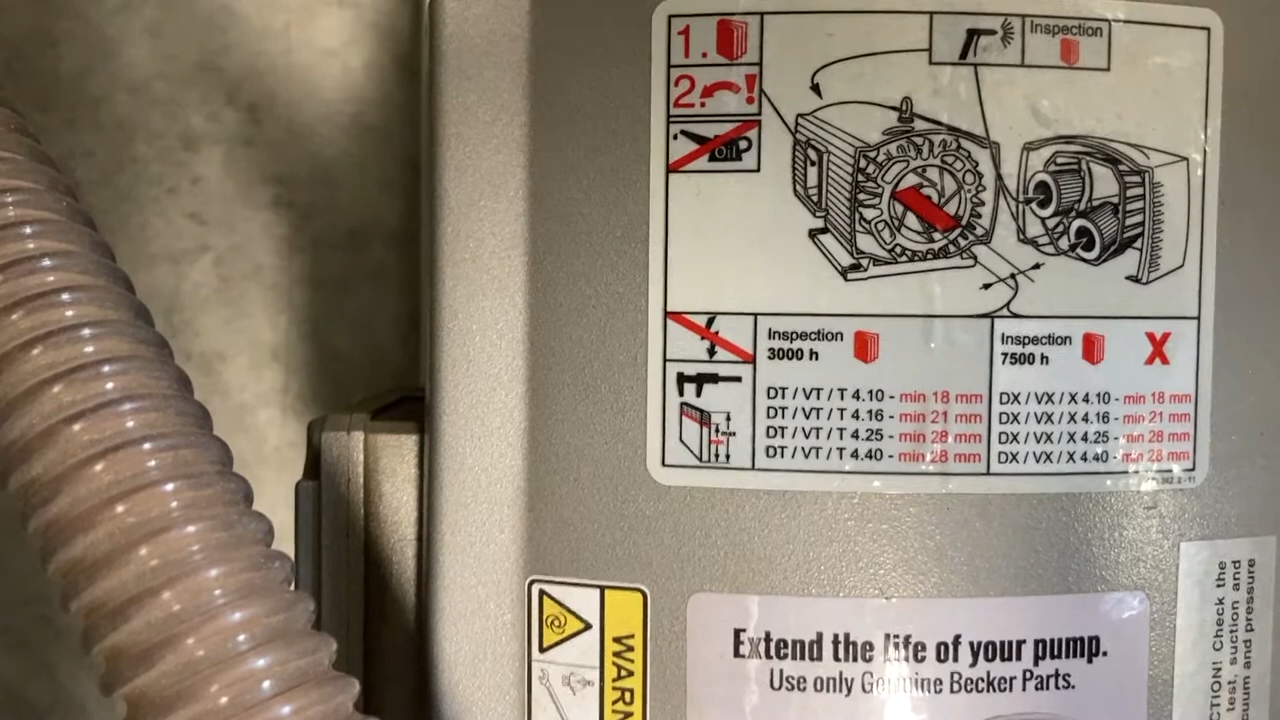 1.
2.
!
Oil
Inspection
Inspection
3000 h
DT / VT / T 4.10 - min 18 mm
DT / VT / T 4.16 - min 21 mm
DT / VT / T 4.25 - min 28 mm
DT / VT / T 4.40 - min 28 mm
max
min
Inspection
7500 h
X
DX / VX / X 4.10 - min 18 mm
DX / VX / X 4.16 - min 21 mm
DX / VX / X 4.25 - min 28 mm
DX / VX / X 4.40 - min 28 mm
WARN
Extend the life of your pump.
Use only Genuine Becker Parts.
CTION! Check the
test, suction and
cuum and pressure